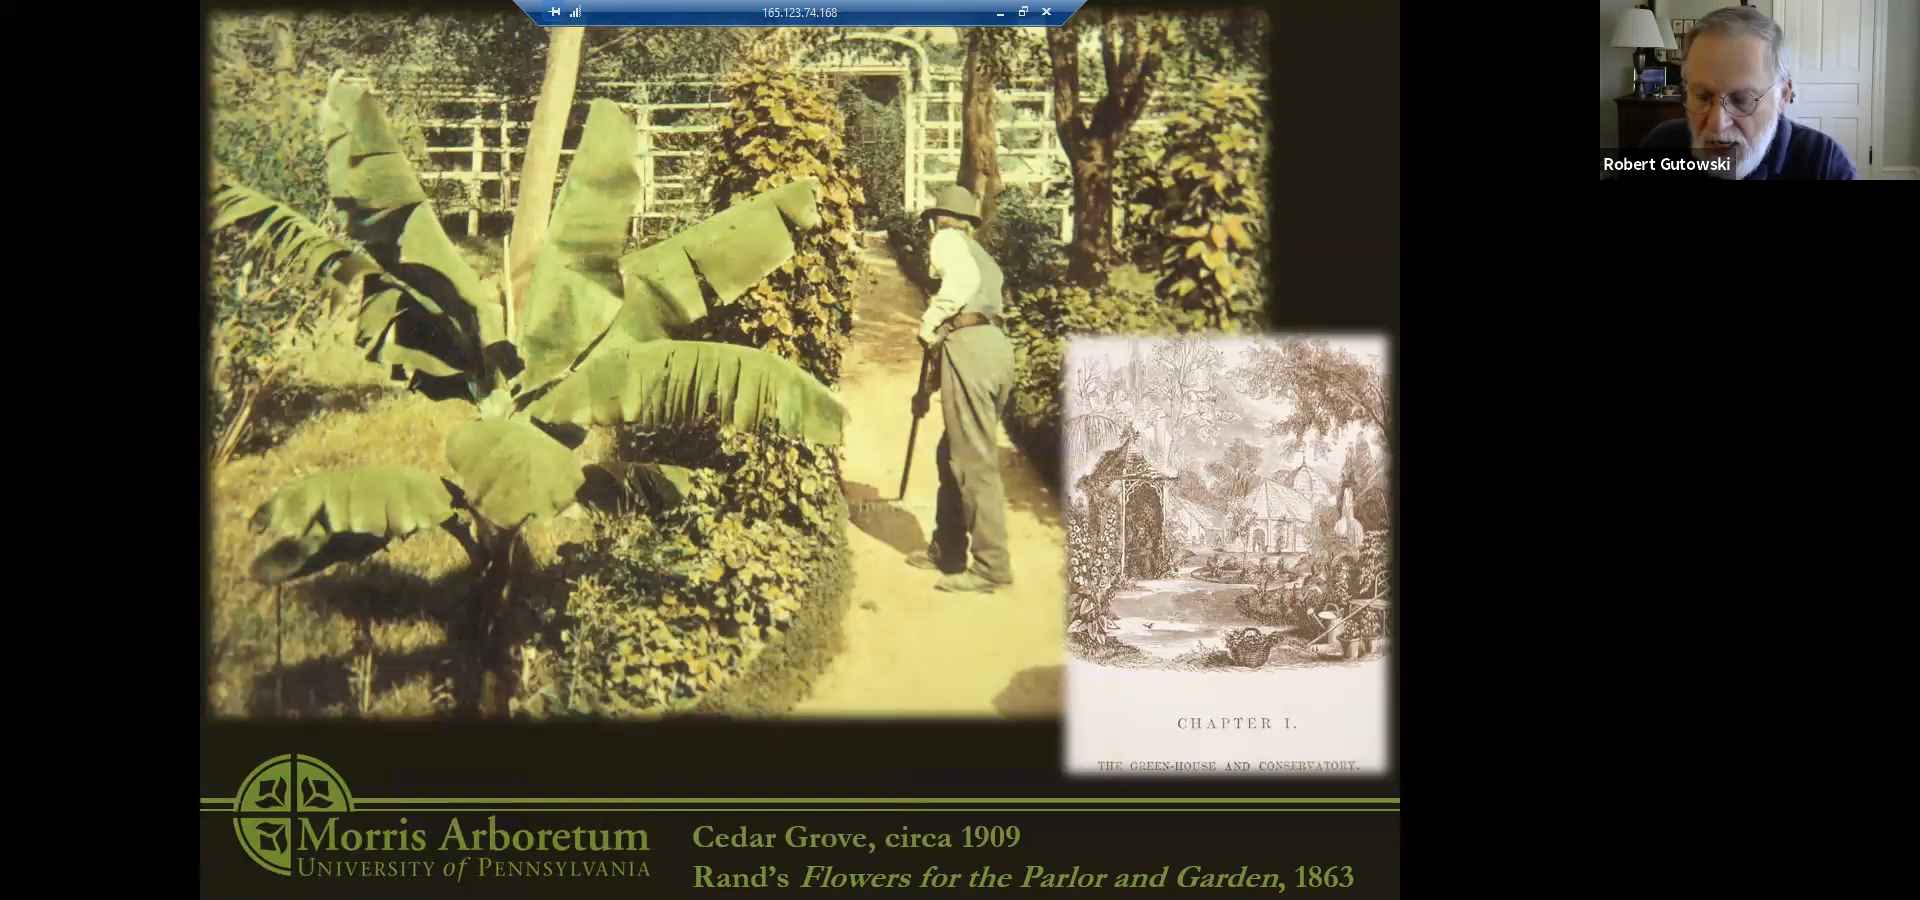 165.123.74.168
Robert Gutowski
CHAPTER I.
THE GREEN-HOUSE AND CONSERVATORY.
Morris Arboretum
UNIVERSITY of PENNSYLVANIA
Cedar Grove, circa 1909
Rand's Flowers for the Parlor and Garden, 1863